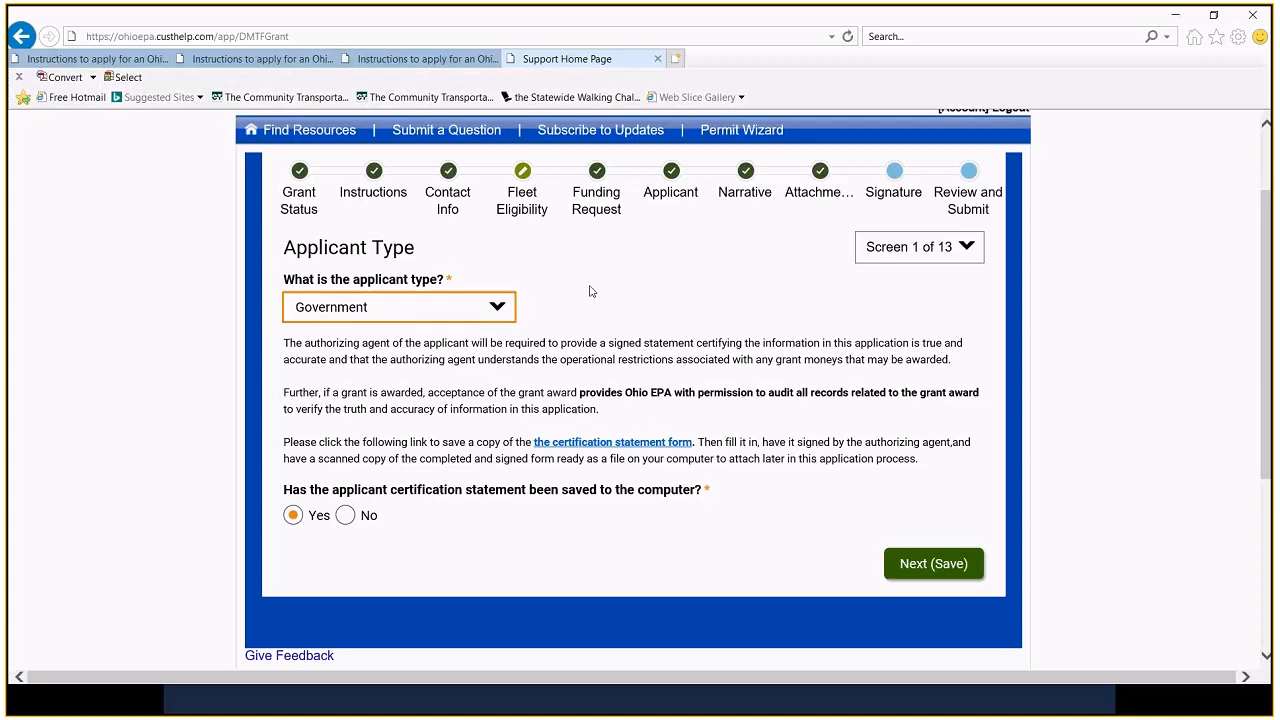 https://ohioepa.custhelp.com/app/DMTFGrant
Search...
Instructions to apply for an Ohi...
Instructions to apply for an Ohi...
Instructions to apply for an Ohi...
Support Home Page
Convert
Select
Free Hotmail
Suggested Sites
The Community Transporta...
The Community Transporta...
the Statewide Walking Chal...
Web Slice Gallery
[Account] Logout
Find Resources | Submit a Question | Subscribe to Updates | Permit Wizard
Grant Status
Instructions
Contact Info
Fleet Eligibility
Funding Request
Applicant
Narrative
Attachme...
Signature
Review and Submit
Applicant Type
Screen 1 of 13
What is the applicant type? *
Government
The authorizing agent of the applicant will be required to provide a signed statement certifying the information in this application is true and
accurate and that the authorizing agent understands the operational restrictions associated with any grant moneys that may be awarded.
Further, if a grant is awarded, acceptance of the grant award provides Ohio EPA with permission to audit all records related to the grant award
to verify the truth and accuracy of information in this application.
Please click the following link to save a copy of the the certification statement form. Then fill it in, have it signed by the authorizing agent,and
have a scanned copy of the completed and signed form ready as a file on your computer to attach later in this application process.
Has the applicant certification statement been saved to the computer? *
Yes No
Next (Save)
Give Feedback